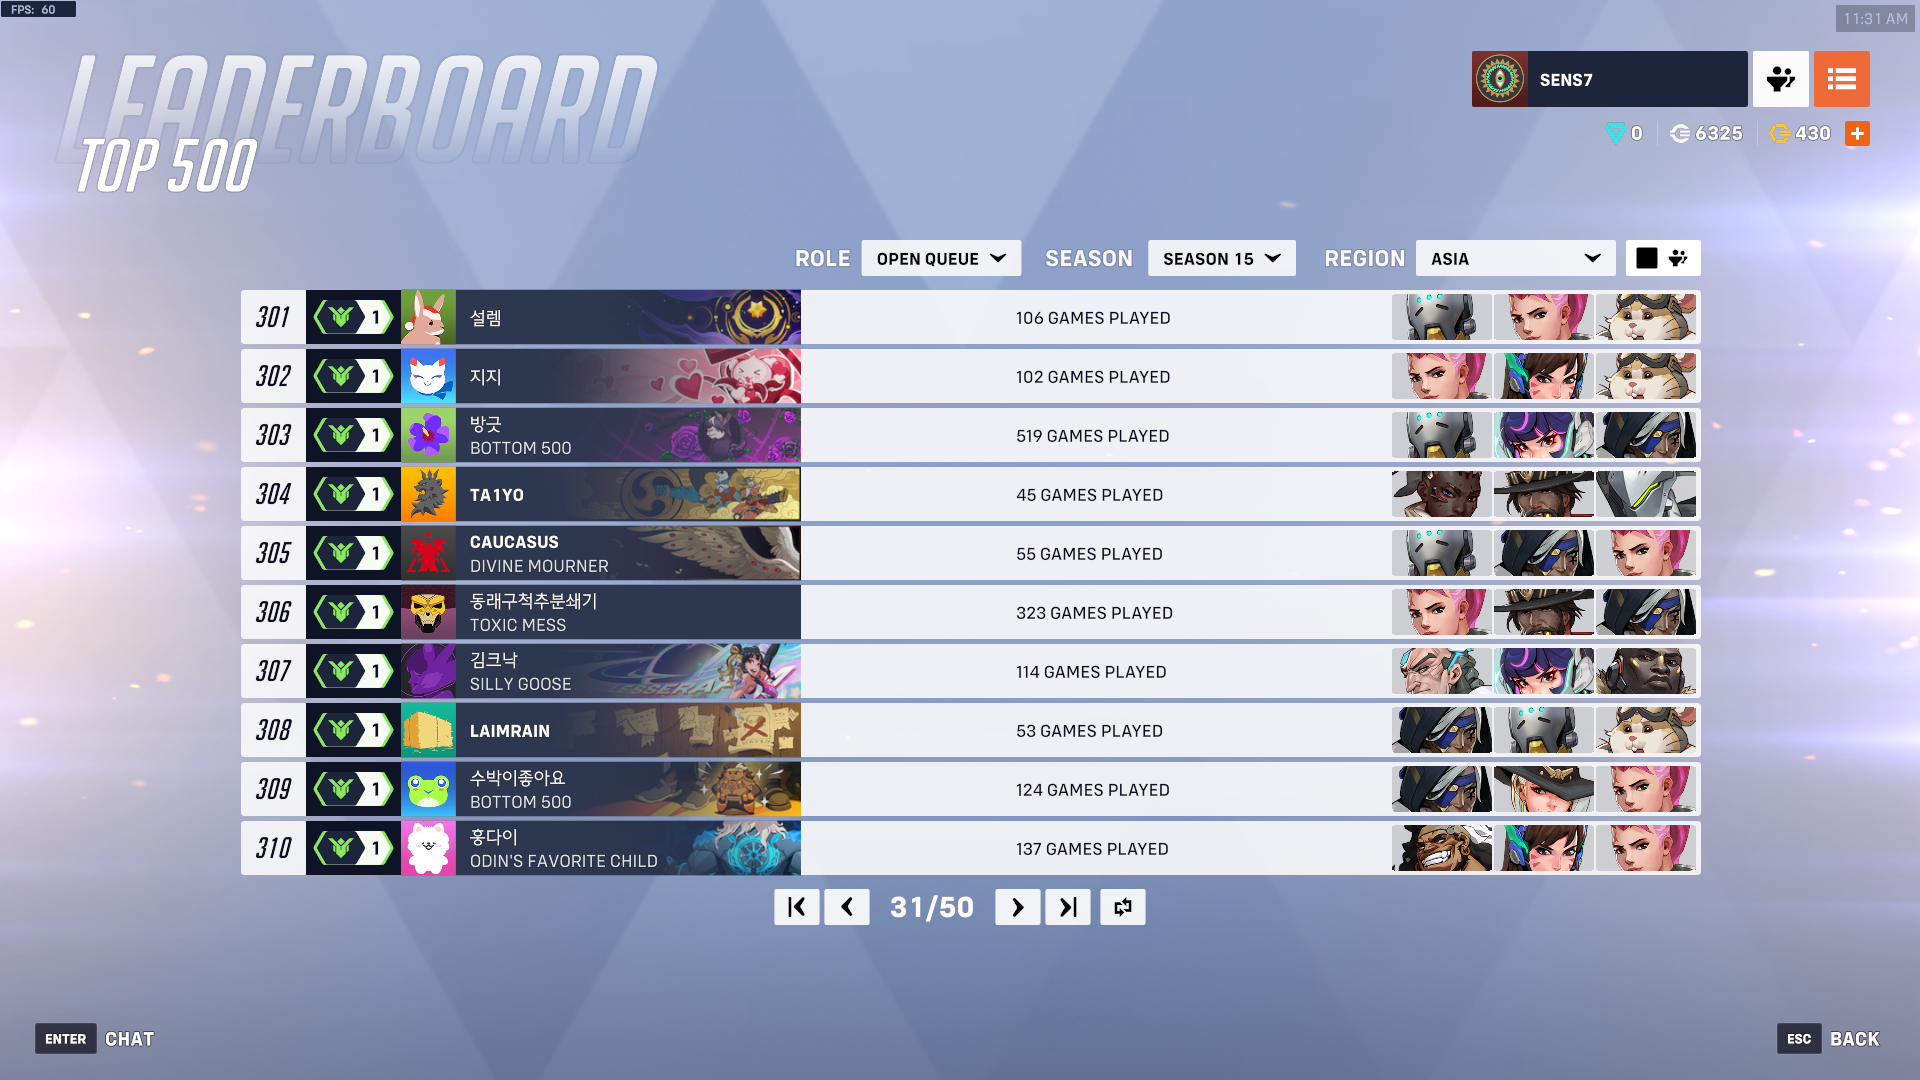 FPS: 60
11:31 AM
LEADERBOARD
TOP 500
SENS7
0
6325
430
ROLE
OPEN QUEUE
SEASON
SEASON 15
REGION
ASIA
301
1
설렘
106 GAMES PLAYED
302
1
지지
102 GAMES PLAYED
303
1
방긋
BOTTOM 500
519 GAMES PLAYED
304
1
TA1YO
45 GAMES PLAYED
305
1
CAUCASUS
DIVINE MOURNER
55 GAMES PLAYED
306
1
동래구척추분쇄기
TOXIC MESS
323 GAMES PLAYED
307
1
김크낙
SILLY GOOSE
114 GAMES PLAYED
308
1
LAIMRAIN
53 GAMES PLAYED
309
1
수박이좋아요
BOTTOM 500
124 GAMES PLAYED
310
1
홍다이
ODIN'S FAVORITE CHILD
137 GAMES PLAYED
31/50
ENTER CHAT
ESC BACK